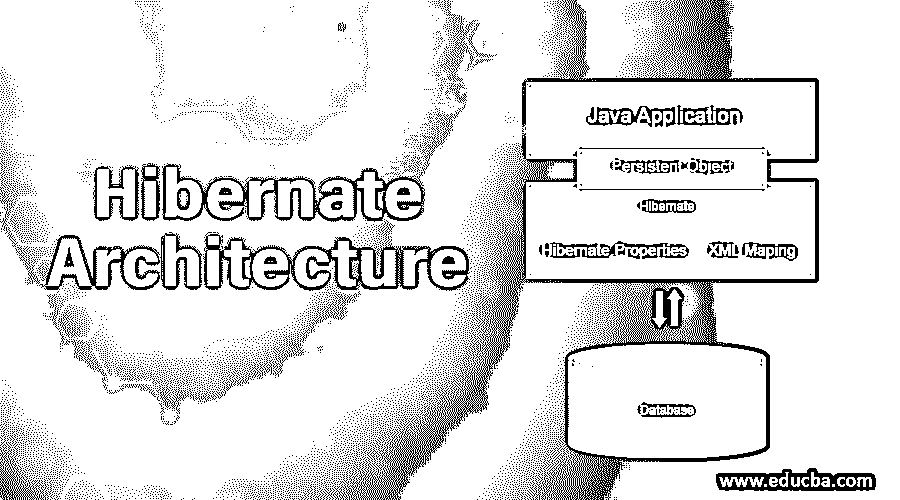 Hibernate
Architecture
Java Application
Persistent Object
Hibernate
Hibernate Properties XML Maping
Database
www.educba.com